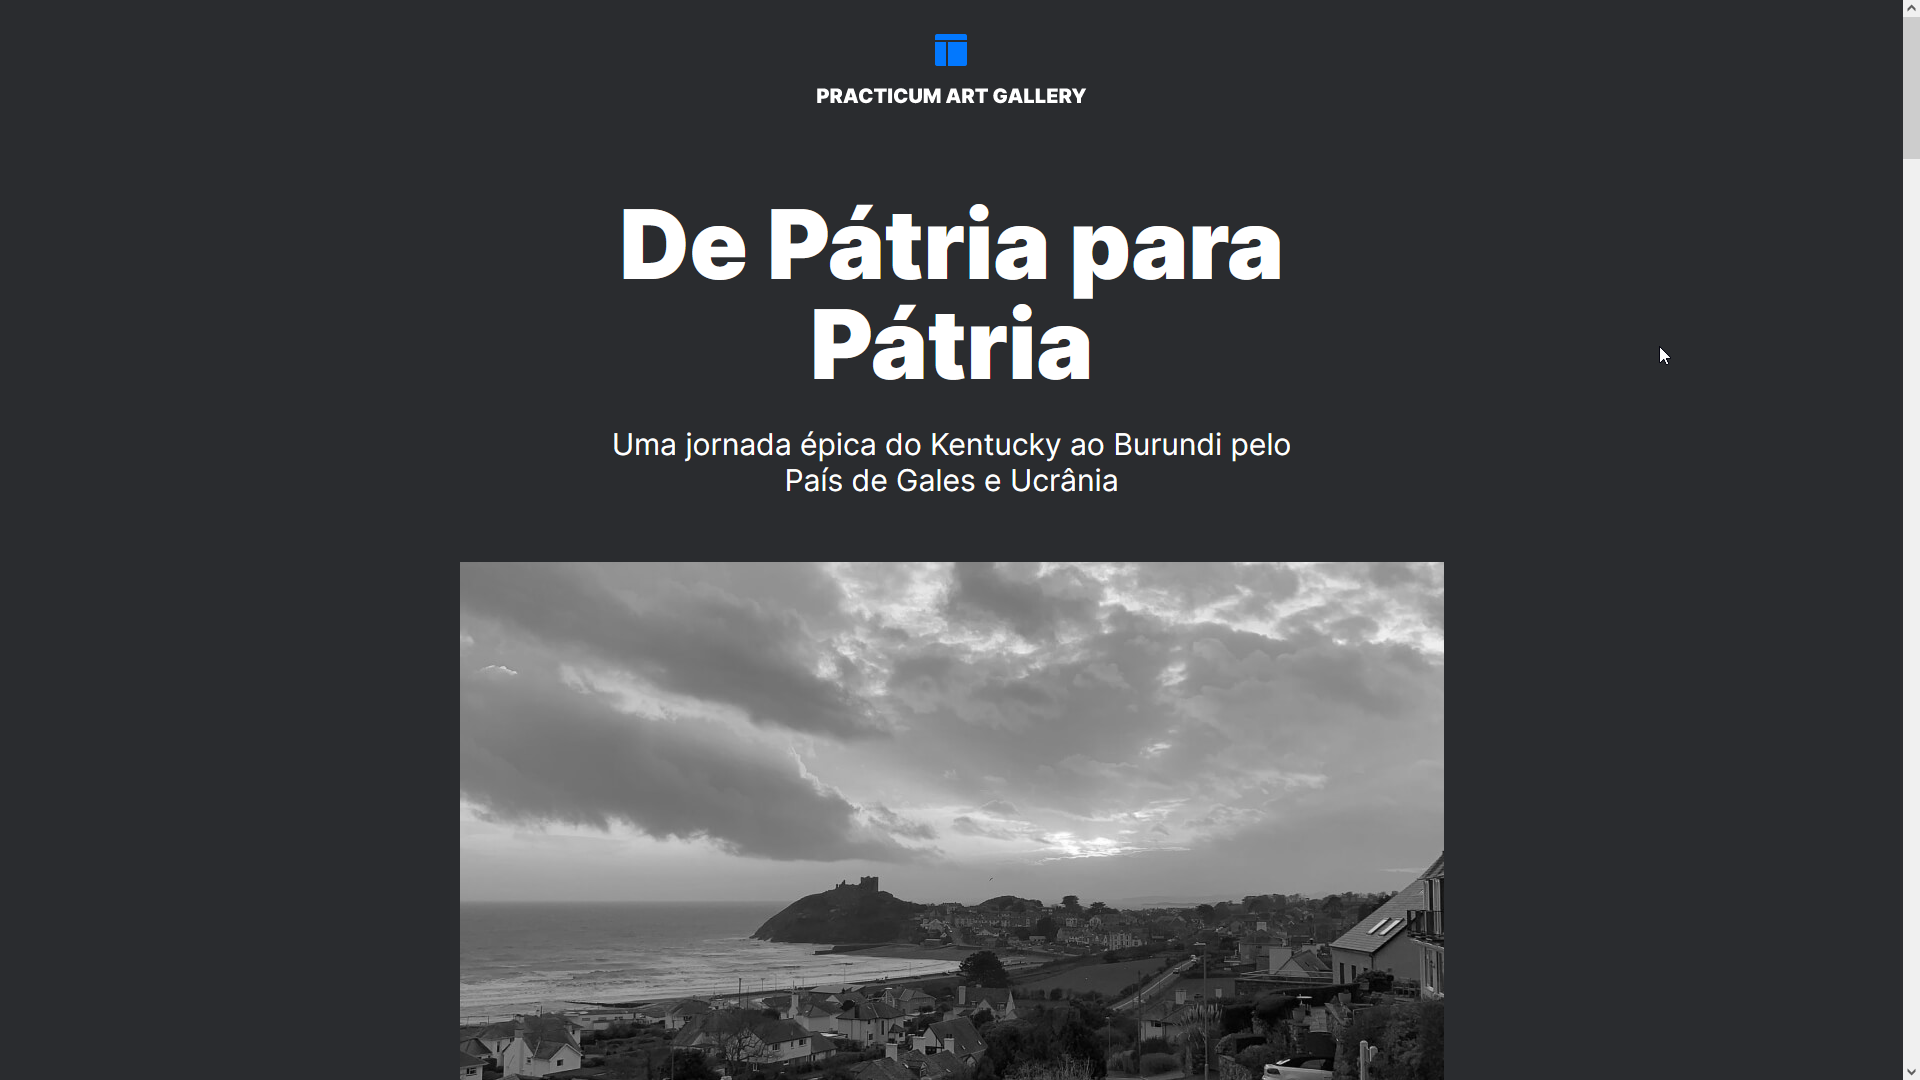 PRACTICUM ART GALLERY
De Pátria para
Pátria
Uma jornada épica do Kentucky ao Burundi pelo
País de Gales e Ucrânia